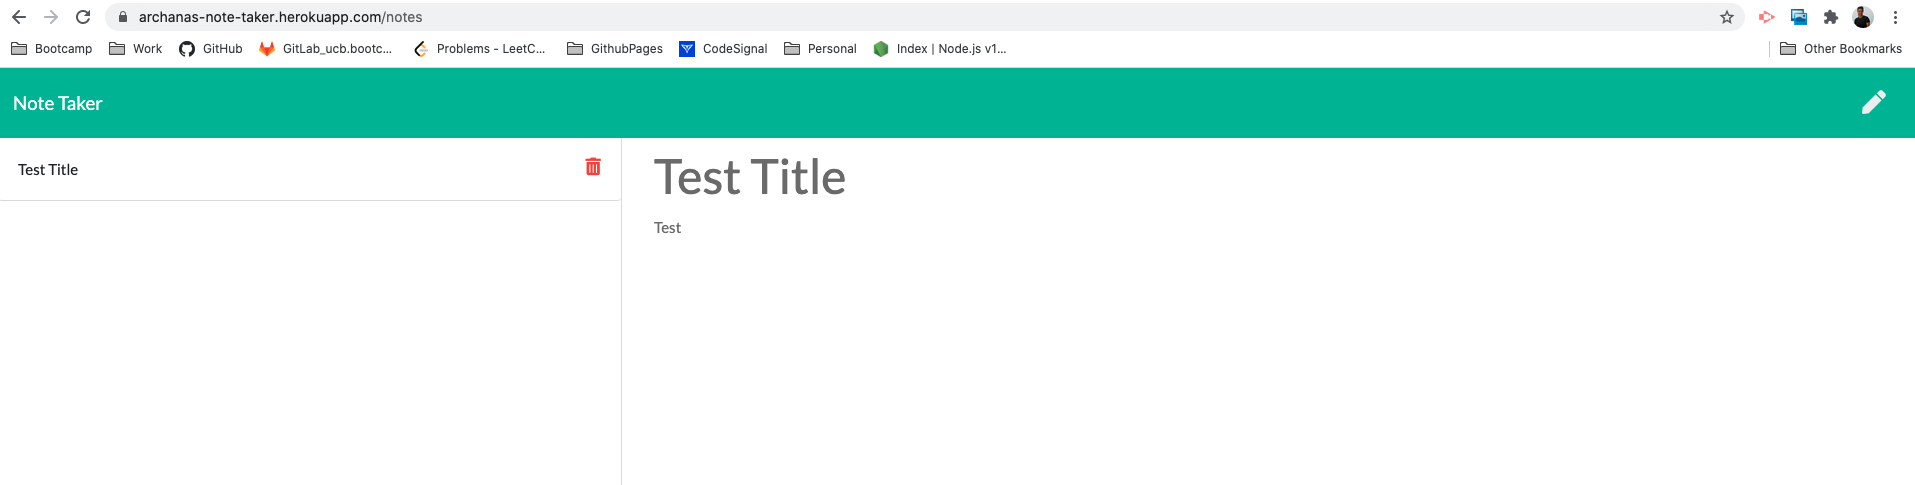 archanas-note-taker.herokuapp.com/notes
Bootcamp Work GitHub GitLab_ucb.bootc... Problems - LeetC... GithubPages CodeSignal Personal Index | Node.js v1... Other Bookmarks
Note Taker
Test Title
Test Title
Test